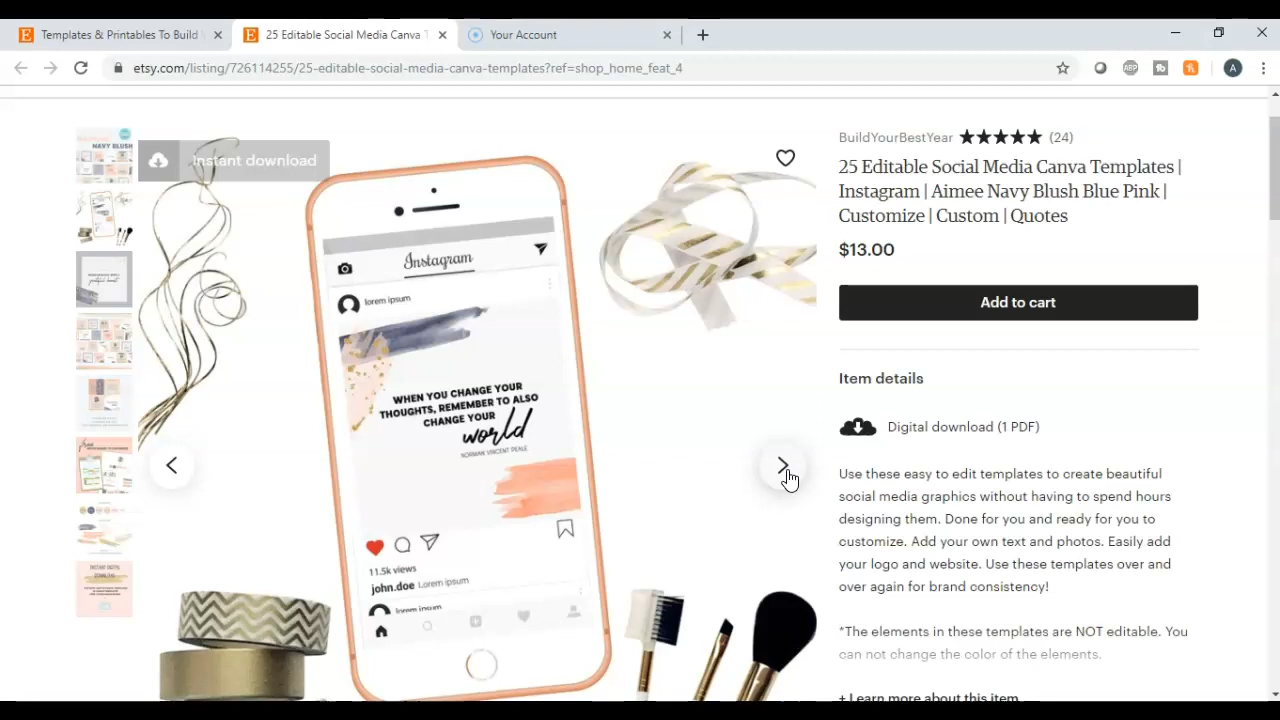 Templates & Printables To Build
25 Editable Social Media Canva T
Your Account
etsy.com/listing/726114255/25-editable-social-media-canva-templates?ref=shop_home_feat_4
ABP
A
NAVY BLUSH
Instant download
Instagram
lorem ipsum
WHEN YOU CHANGE YOUR
THOUGHTS, REMEMBER TO ALSO
CHANGE YOUR
world
NORMAN VINCENT PEALE
11.5k views
john.doe Lorem ipsum
lorem ipsum
BuildYourBestYear ★★★★★ (24)
25 Editable Social Media Canva Templates |
Instagram | Aimee Navy Blush Blue Pink |
Customize | Custom | Quotes
$13.00
Add to cart
Item details
Digital download (1 PDF)
Use these easy to edit templates to create beautiful
social media graphics without having to spend hours
designing them. Done for you and ready for you to
customize. Add your own text and photos. Easily add
your logo and website. Use these templates over and
over again for brand consistency!
*The elements in these templates are NOT editable. You
can not change the color of the elements.
+ Learn more about this item